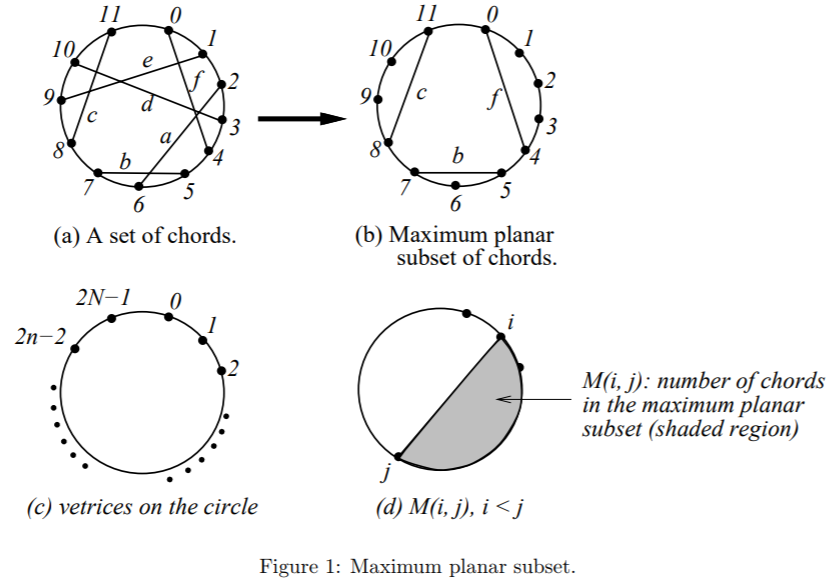 11 0
10 1
e
f 2
9 d
c a 3
8 b 4
7 5
6
(a) A set of chords.
11 0
10 1
2
9 c f
3
8 b 4
7 5
6
(b) Maximum planar
subset of chords.
2N−1 0
2n−2 1
2
(c) vetrices on the circle
i
j
(d) M(i, j), i < j
M(i, j): number of chords
in the maximum planar
subset (shaded region)
Figure 1: Maximum planar subset.